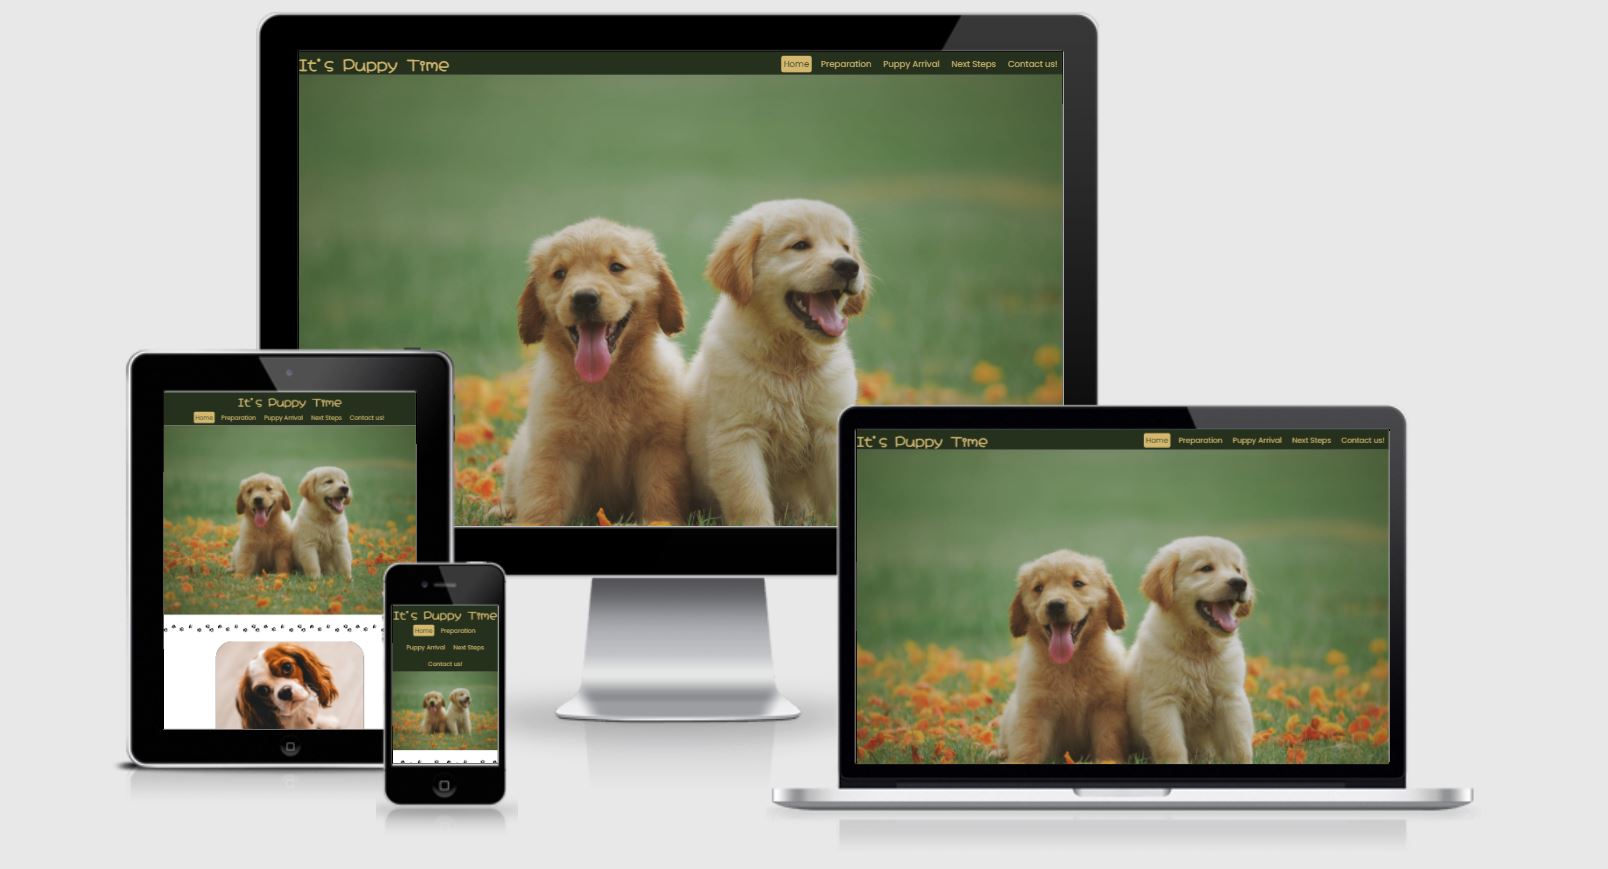 It's Puppy Time
Home Preparation Puppy Arrival Next Steps Contact us!
It's Puppy Time
Home Preparation Puppy Arrival Next Steps Contact us!
It's Puppy Time
Home Preparation
Puppy Arrival Next Steps
Contact us!
It's Puppy Time Home Preparation Puppy Arrival Next Steps Contact us!